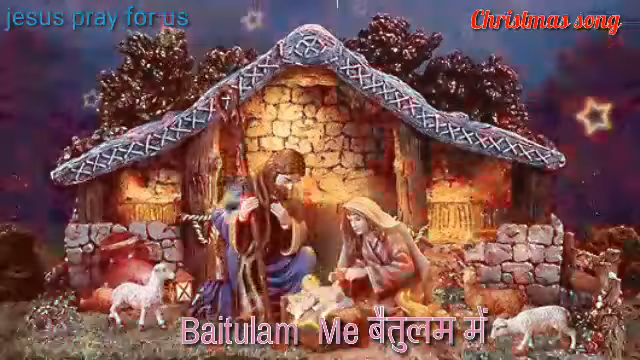 jesus pray for us
Christmas song
Baitulam Me बैतुलम में